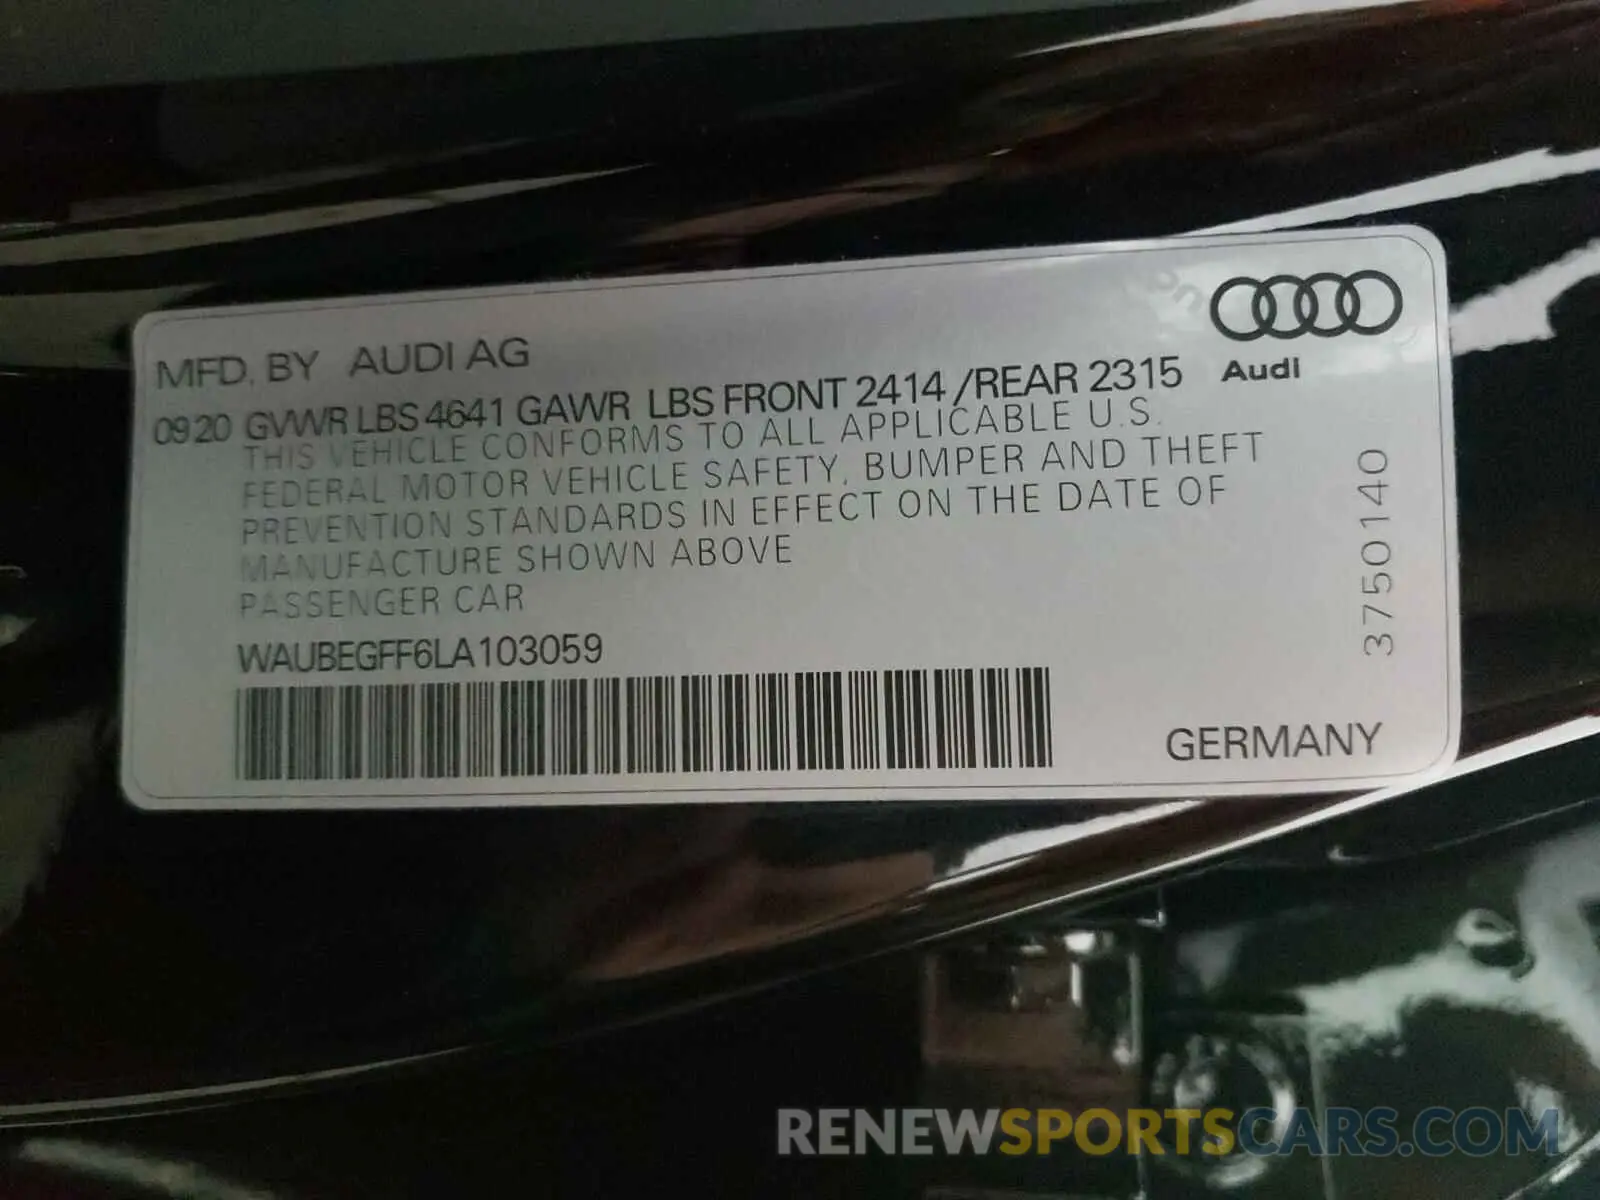 MFD. BY AUDI AG
Audi
0920 GVWR LBS 4641 GAWR LBS FRONT 2414 /REAR 2315
THIS VEHICLE CONFORMS TO ALL APPLICABLE U.S.
FEDERAL MOTOR VEHICLE SAFETY, BUMPER AND THEFT
PREVENTION STANDARDS IN EFFECT ON THE DATE OF
MANUFACTURE SHOWN ABOVE
PASSENGER CAR
WAUBEGFF6LA103059
3750140
GERMANY
RENEWSPORTSCARS.COM